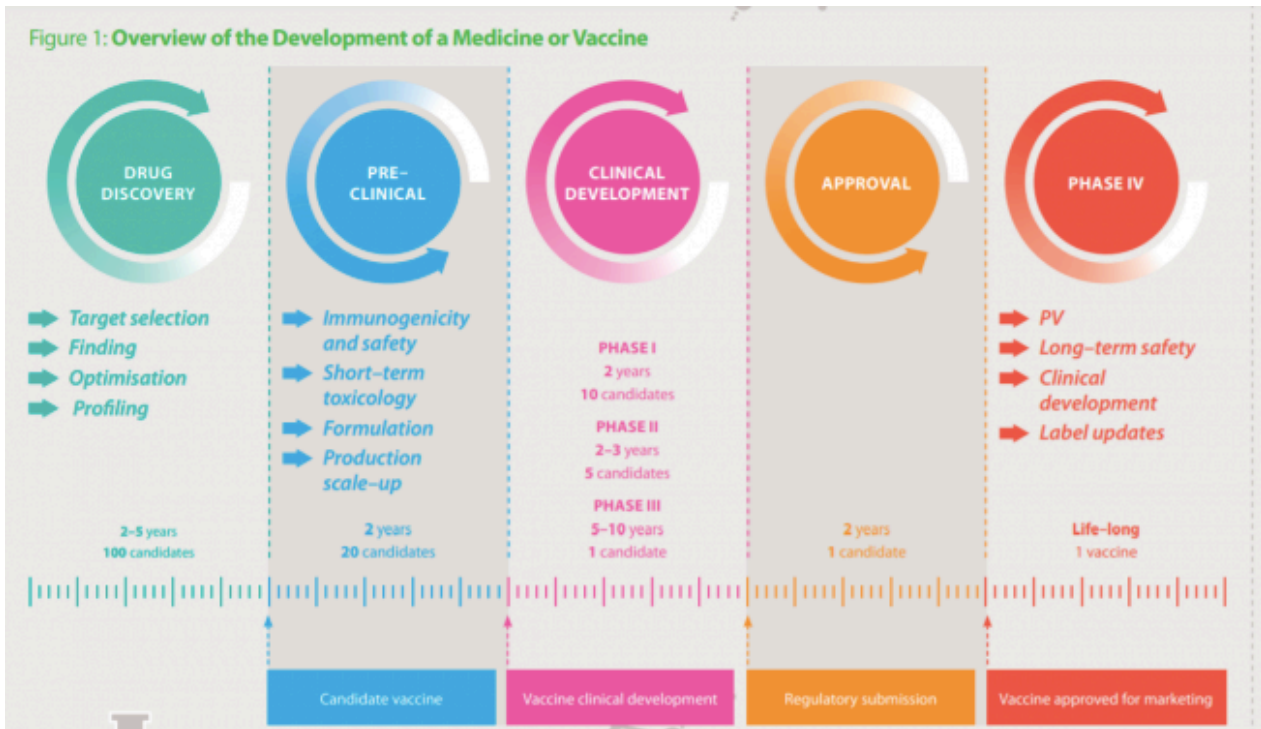 Figure 1: Overview of the Development of a Medicine or Vaccine
DRUG
DISCOVERY
Target selection
Finding
Optimisation
Profiling
2–5 years
100 candidates
PRE–
CLINICAL
Immunogenicity
and safety
Short–term
toxicology
Formulation
Production
scale–up
2 years
20 candidates
CLINICAL
DEVELOPMENT
PHASE I
2 years
10 candidates
PHASE II
2–3 years
5 candidates
PHASE III
5–10 years
1 candidate
APPROVAL
2 years
1 candidate
PHASE IV
PV
Long–term safety
Clinical
development
Label updates
Life–long
1 vaccine
Candidate vaccine
Vaccine clinical development
Regulatory submission
Vaccine approved for marketing